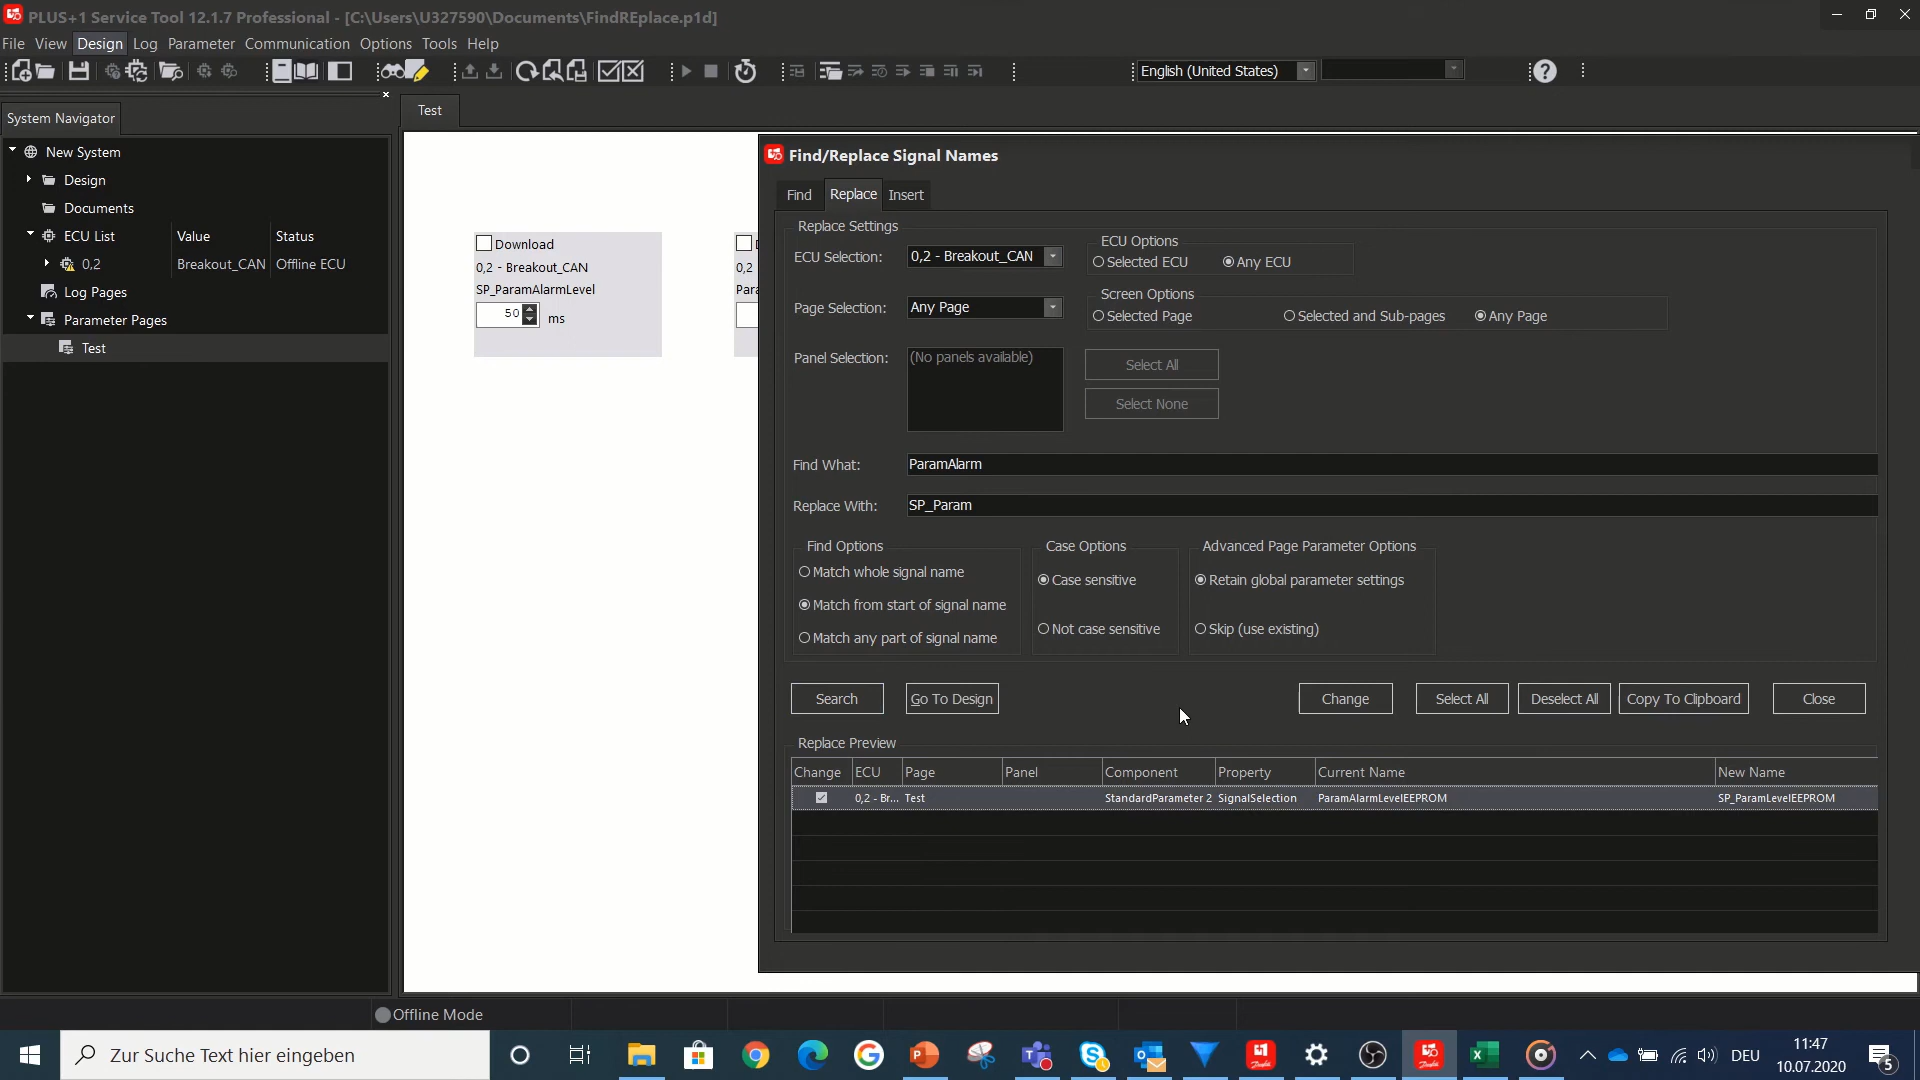 PLUS+1 Service Tool 12.1.7 Professional - [C:\Users\U327590\Documents\FindREplace.p1d]
File View Design Log Parameter Communication Options Tools Help
English (United States)
System Navigator
Test
New System
Design
Documents
ECU List Value Status
0,2 Breakout_CAN Offline ECU
Log Pages
Parameter Pages
Test
Download
0,2 - Breakout_CAN
SP_ParamAlarmLevel
50 ms
0,2
Para
Find/Replace Signal Names
Find Replace Insert
Replace Settings
ECU Selection: 0,2 - Breakout_CAN
ECU Options
Selected ECU Any ECU
Page Selection: Any Page
Screen Options
Selected Page Selected and Sub-pages Any Page
Panel Selection: (No panels available)
Select All
Select None
Find What: ParamAlarm
Replace With: SP_Param
Find Options
Match whole signal name
Match from start of signal name
Match any part of signal name
Case Options
Case sensitive
Not case sensitive
Advanced Page Parameter Options
Retain global parameter settings
Skip (use existing)
Search Go To Design Change Select All Deselect All Copy To Clipboard Close
Replace Preview
Change ECU Page Panel Component Property Current Name New Name
0,2 - Br... Test StandardParameter 2 SignalSelection ParamAlarmLevelEEPROM SP_ParamLevelEEPROM
Offline Mode
Zur Suche Text hier eingeben
DEU
11:47
10.07.2020
5